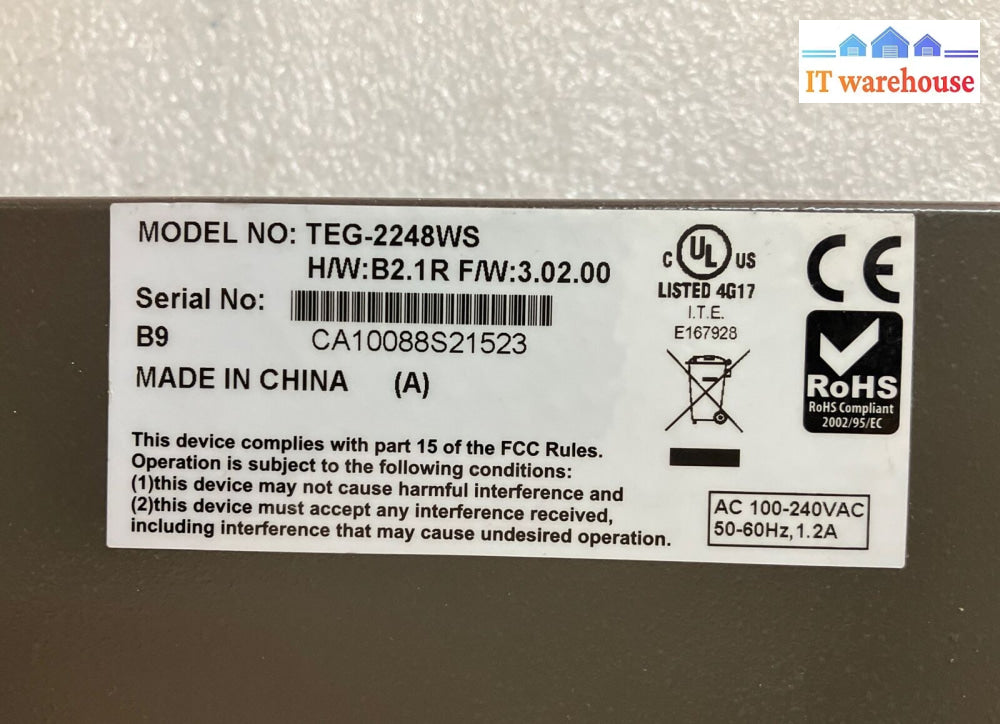 IT warehouse
MODEL NO: TEG-2248WS
H/W:B2.1R F/W:3.02.00
Serial No:
B9
CA10088S21523
MADE IN CHINA (A)
This device complies with part 15 of the FCC Rules.
Operation is subject to the following conditions:
(1)this device may not cause harmful interference and
(2)this device must accept any interference received,
including interference that may cause undesired operation.
C UL US
LISTED 4G17
I.T.E.
E167928
CE
RoHS
RoHS Compliant
2002/95/EC
AC 100-240VAC
50-60Hz,1.2A